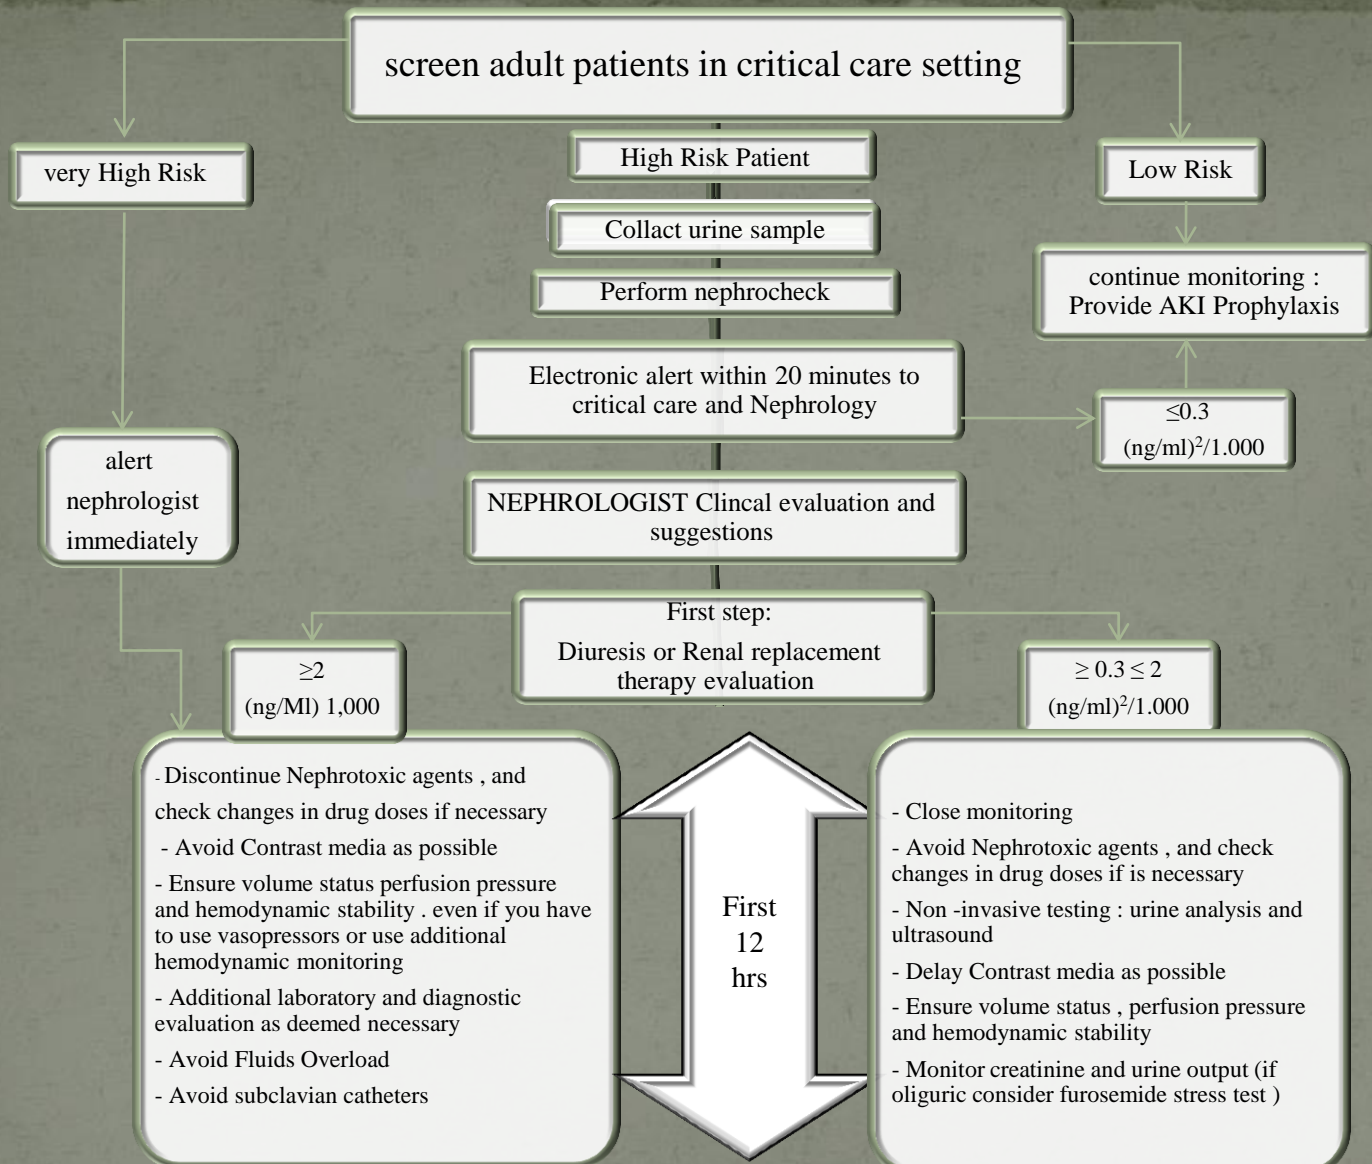 screen adult patients in critical care setting
very High Risk
High Risk Patient
Low Risk
Collact urine sample
Perform nephrocheck
continue monitoring :
Provide AKI Prophylaxis
Electronic alert within 20 minutes to
critical care and Nephrology
≤0.3
(ng/ml)²/1.000
alert
nephrologist
immediately
NEPHROLOGIST Clincal evaluation and
suggestions
First step:
Diuresis or Renal replacement
therapy evaluation
≥2
(ng/Ml) 1,000
≥ 0.3 ≤ 2
(ng/ml)²/1.000
- Discontinue Nephrotoxic agents , and
check changes in drug doses if necessary
- Avoid Contrast media as possible
- Ensure volume status perfusion pressure
and hemodynamic stability . even if you have
to use vasopressors or use additional
hemodynamic monitoring
- Additional laboratory and diagnostic
evaluation as deemed necessary
- Avoid Fluids Overload
- Avoid subclavian catheters
First
12
hrs
- Close monitoring
- Avoid Nephrotoxic agents , and check
changes in drug doses if is necessary
- Non -invasive testing : urine analysis and
ultrasound
- Delay Contrast media as possible
- Ensure volume status , perfusion pressure
and hemodynamic stability
- Monitor creatinine and urine output (if
oliguric consider furosemide stress test )